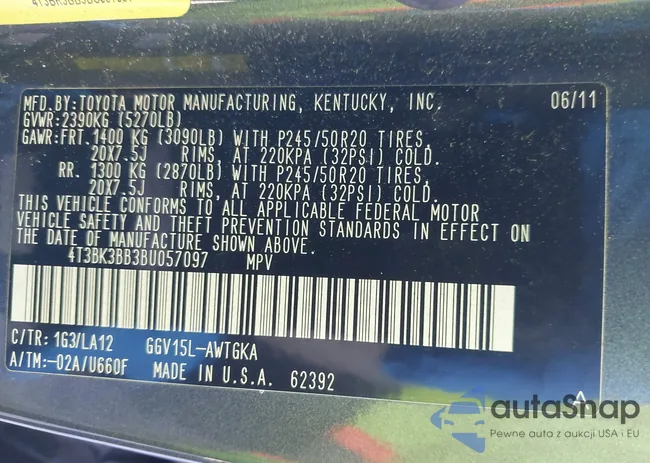 MFD.BY:TOYOTA MOTOR MANUFACTURING, KENTUCKY, INC. 06/11
GVWR:2390KG (5270LB)
GAWR:FRT.1400 KG (3090LB) WITH P245/50R20 TIRES,
20X7.5J RIMS, AT 220KPA (32PSI) COLD.
RR. 1300 KG (2870LB) WITH P245/50R20 TIRES,
20X7.5J RIMS, AT 220KPA (32PSI) COLD.
THIS VEHICLE CONFORMS TO ALL APPLICABLE FEDERAL MOTOR
VEHICLE SAFETY AND THEFT PREVENTION STANDARDS IN EFFECT ON
THE DATE OF MANUFACTURE SHOWN ABOVE.
4T3BK3BB3BU057097 MPV
C/TR: 1G3/LA12 GGV15L-AWTGKA
A/TM:-02A/U660F MADE IN U.S.A. 62392
autaSnap
Pewne auta z aukcji USA i EU